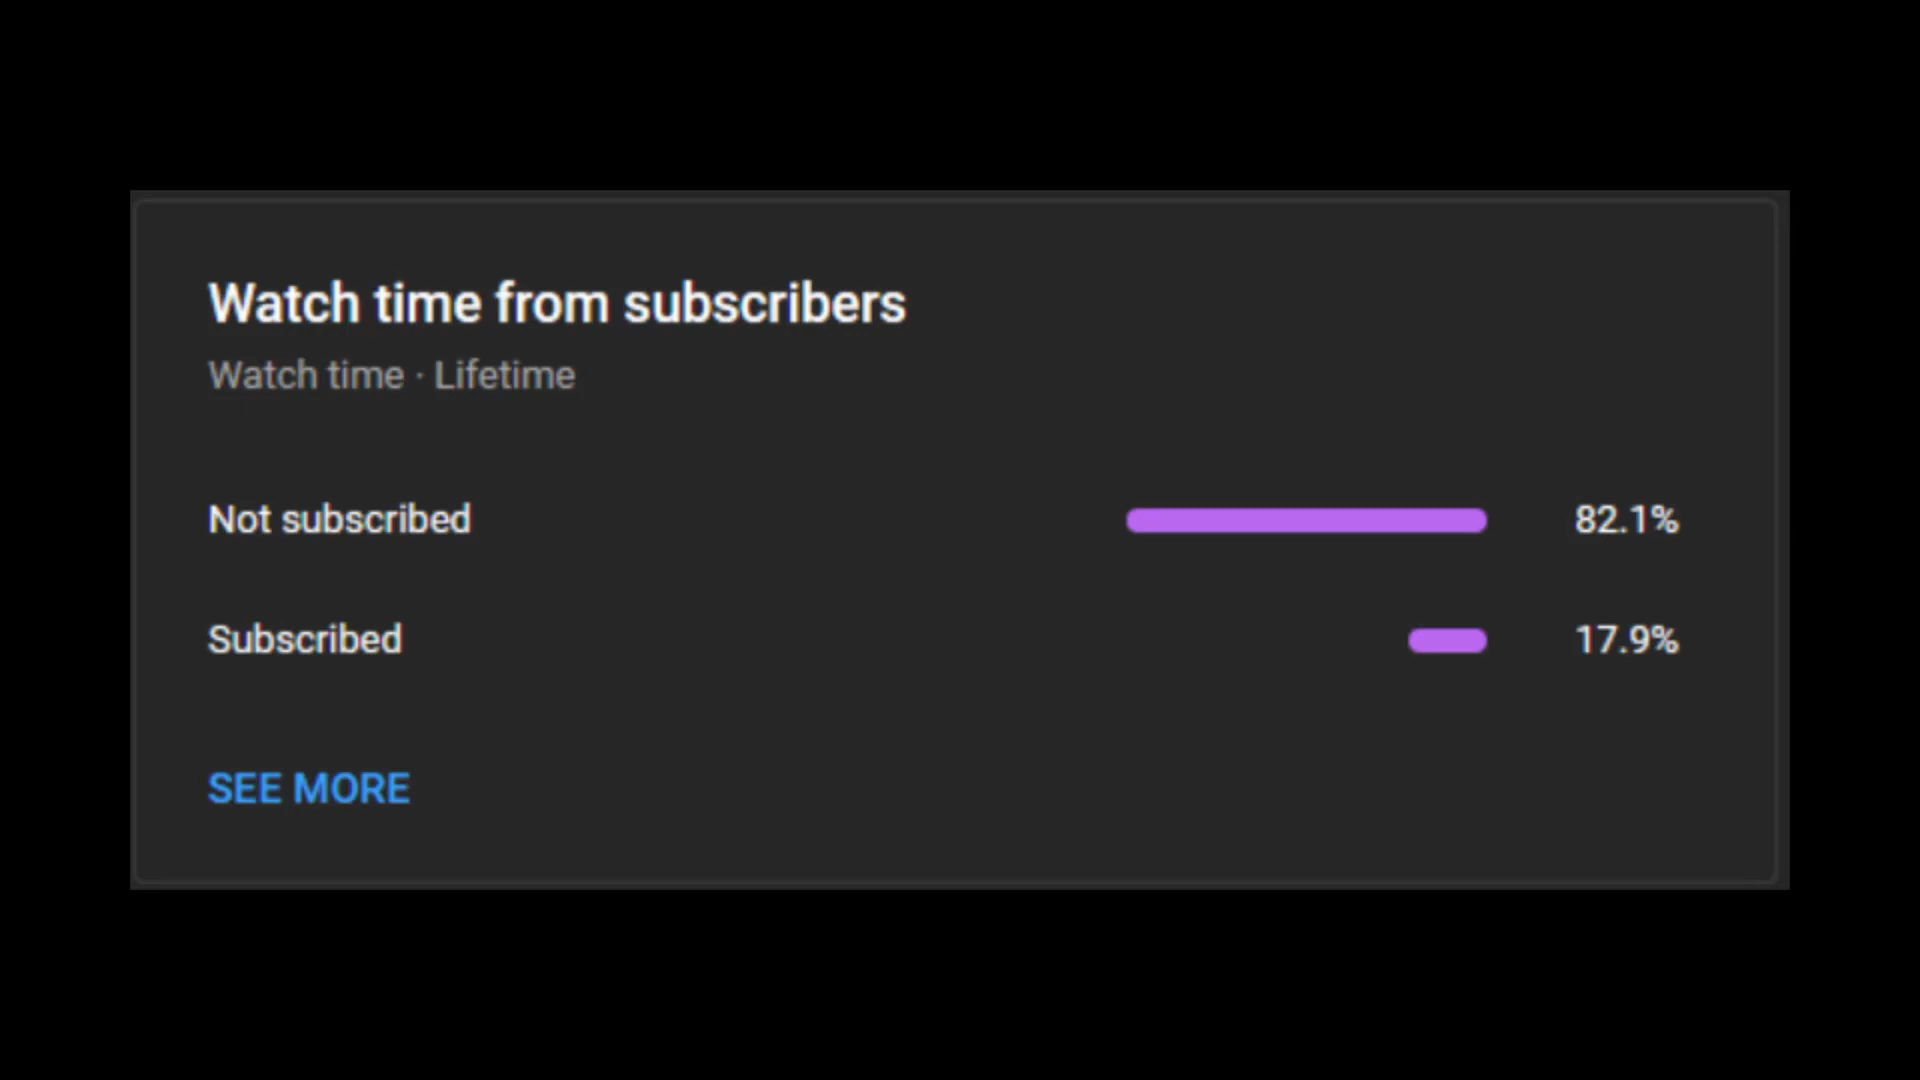 Watch time from subscribers
Watch time · Lifetime
Not subscribed 82.1%
Subscribed 17.9%
SEE MORE